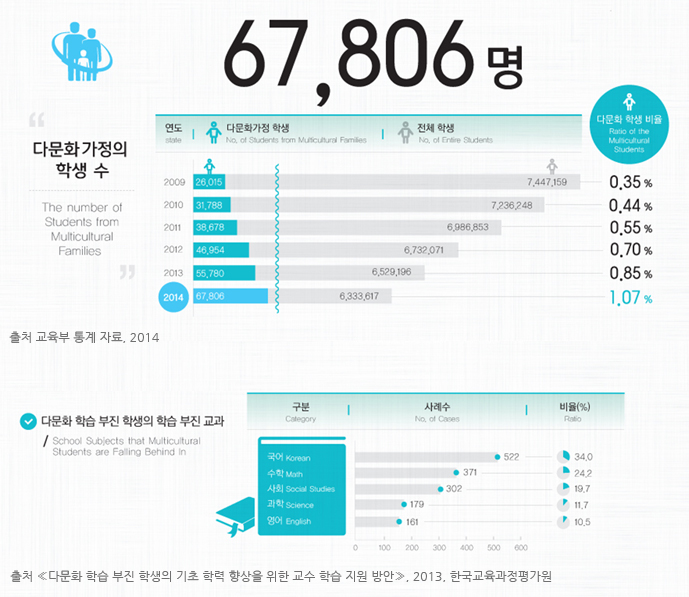 67,806 명
“
다문화가정의
학생 수
The number of
Students from
Multicultural
Families
”
연도
state
다문화가정 학생
No. of Students from Multicultural Families
전체 학생
No. of Entire Students
다문화 학생 비율
Ratio of the
Multicultural
Students
2009 26,015 7,447,159 0.35 %
2010 31,788 7,236,248 0.44 %
2011 38,678 6,986,853 0.55 %
2012 46,954 6,732,071 0.70 %
2013 55,780 6,529,196 0.85 %
2014 67,806 6,333,617 1.07 %
출처 교육부 통계 자료, 2014
다문화 학습 부진 학생의 학습 부진 교과
/ School Subjects that Multicultural
Students are Falling Behind In
구분 사례수 비율(%)
Category No. of Cases Ratio
국어 Korean 522 34.0
수학 Math 371 24.2
사회 Social Studies 302 19.7
과학 Science 179 11.7
영어 English 161 10.5
0 100 200 300 400 500 600
출처 ≪다문화 학습 부진 학생의 기초 학력 향상을 위한 교수 학습 지원 방안≫, 2013, 한국교육과정평가원